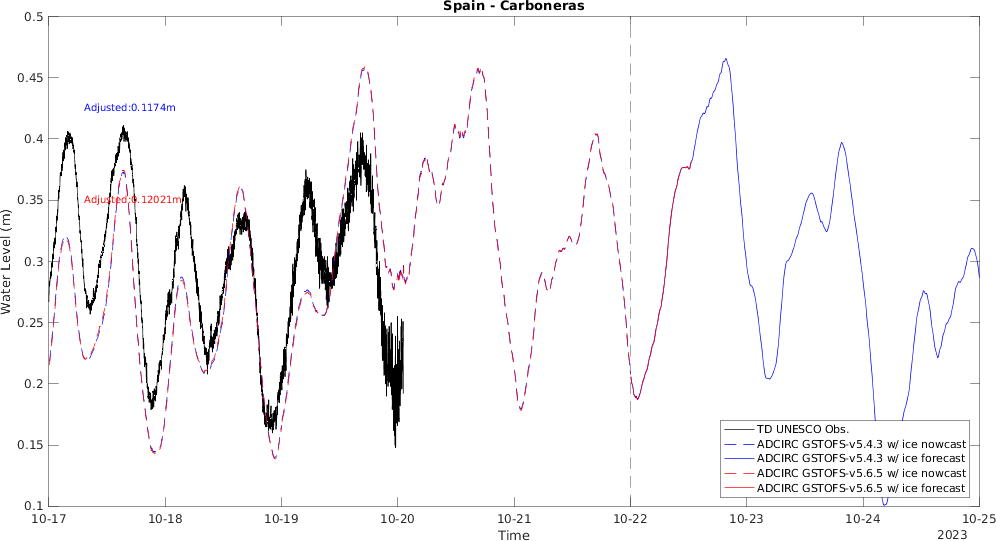 Spain - Carboneras
0.5
0.45
0.4
0.35
0.3
0.25
0.2
0.15
0.1
Water Level (m)
Adjusted:0.1174m
Adjusted:0.12021m
TD UNESCO Obs.
ADCIRC GSTOFS-v5.4.3 w/ ice nowcast
ADCIRC GSTOFS-v5.4.3 w/ ice forecast
ADCIRC GSTOFS-v5.6.5 w/ ice nowcast
ADCIRC GSTOFS-v5.6.5 w/ ice forecast
10-17 10-18 10-19 10-20 10-21 10-22 10-23 10-24 10-25
Time
2023